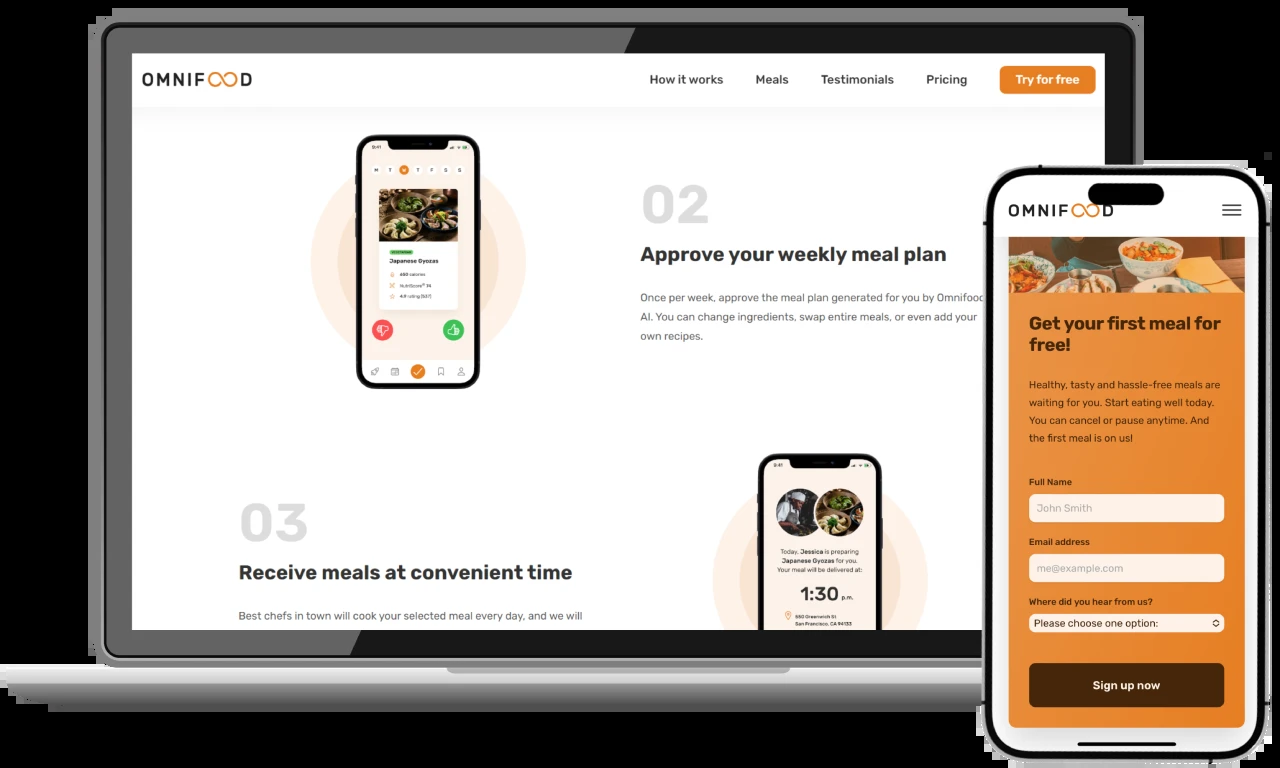 OMNIFOOD
How it works
Meals
Testimonials
Pricing
Try for free
9:41
M T W T F S S
VEGETARIAN
Japanese Gyozas
650 calories
NutriScore® 74
4.9 rating (537)
02
Approve your weekly meal plan
Once per week, approve the meal plan generated for you by Omnifood
AI. You can change ingredients, swap entire meals, or even add your
own recipes.
03
Receive meals at convenient time
Best chefs in town will cook your selected meal every day, and we will
9:41
Today, Jessica is preparing
Japanese Gyozas for you.
Your meal will be delivered at:
1:30 p.m.
550 Greenwich St
San Francisco, CA 94133
OMNIFOOD
Get your first meal for
free!
Healthy, tasty and hassle-free meals are
waiting for you. Start eating well today.
You can cancel or pause anytime. And
the first meal is on us!
Full Name
John Smith
Email address
me@example.com
Where did you hear from us?
Please choose one option:
Sign up now